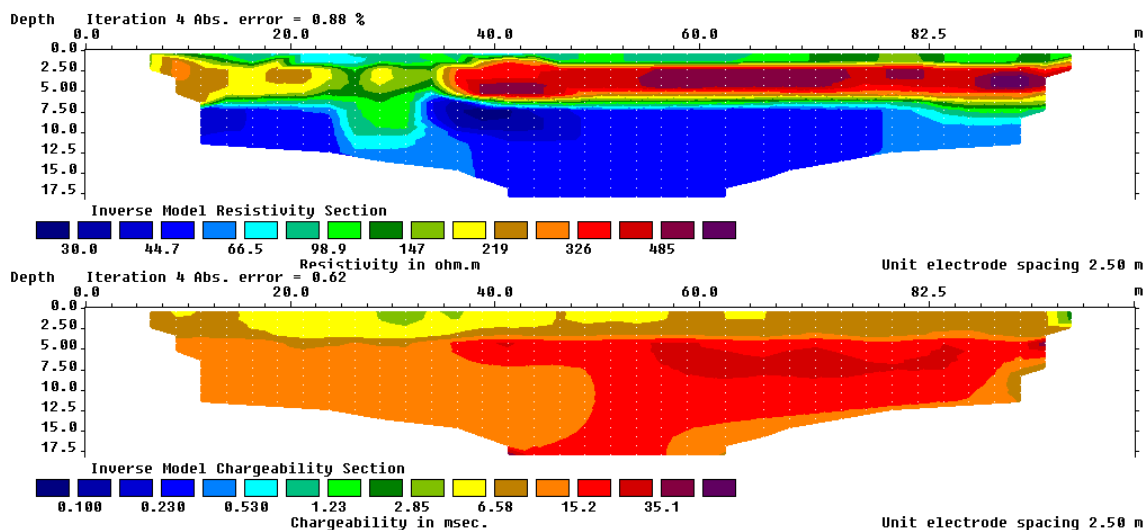 Depth Iteration 4 Abs. error = 0.88 %
0.0 20.0 40.0 60.0 82.5 m
0.0
2.50
5.00
7.50
10.0
12.5
15.0
17.5
Inverse Model Resistivity Section
30.0 44.7 66.5 98.9 147 219 326 485
Resistivity in ohm.m Unit electrode spacing 2.50 m
Depth Iteration 4 Abs. error = 0.62
0.0 20.0 40.0 60.0 82.5 m
0.0
2.50
5.00
7.50
10.0
12.5
15.0
17.5
Inverse Model Chargeability Section
0.100 0.230 0.530 1.23 2.85 6.58 15.2 35.1
Chargeability in msec. Unit electrode spacing 2.50 m